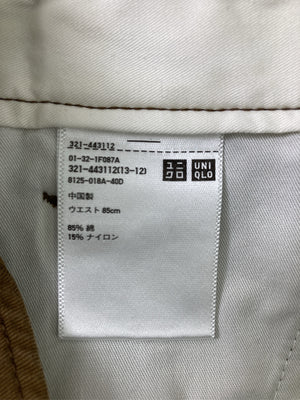 321-443112
01-32-1F087A
321-443112(13-12)
8125-018A-40D
中国製
ウエスト 85cm
85% 綿
15% ナイロン
ユニ
クロ
UNI
QLO